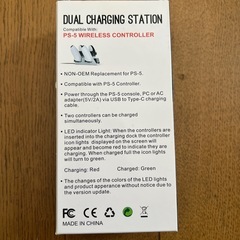 DUAL CHARGING STATION
Compatible With:
PS-5 WIRELESS CONTROLLER
• NON-OEM Replacement for PS-5.
• Compatible with PS-5 Controller.
• Power through the PS-5 console, PC or AC
adapter(5V/2A) via USB to Type-C charging
cable.
• Two controllers can be charged
simultaneously.
• LED indicator Light: When the controllers are
inserted into the charging dock the controller
icon lights displayed on the screen will
appear and become red to indicate they are
charging. When charged full the icon lights
will turn to green.
Charging: Red Charged: Green
• The changes of the colors of the LED lights
and product apperance without notice due to
the version update.
FC CE
MADE IN CHINA